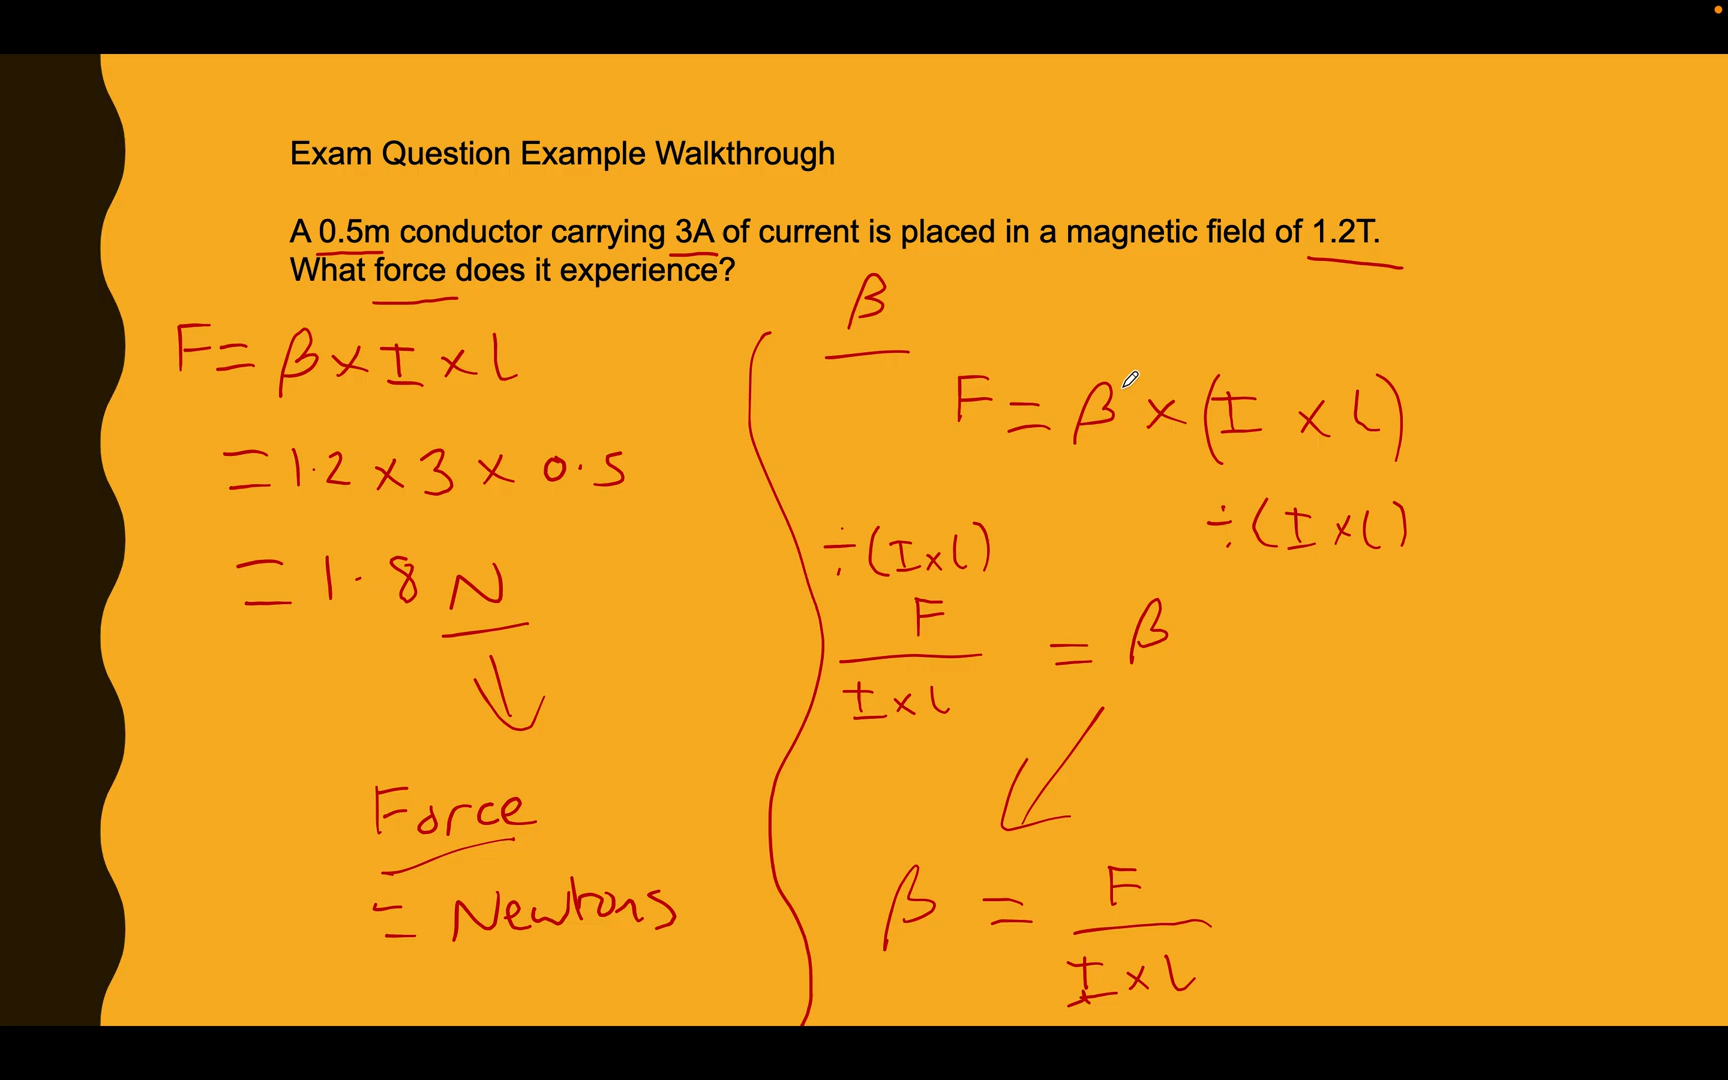 Exam Question Example Walkthrough
A 0.5m conductor carrying 3A of current is placed in a magnetic field of 1.2T.
What force does it experience?
F = β × I × L
= 1.2 × 3 × 0.5
= 1.8 N
Force
= Newtons
β
F = β × (I × L)
÷(I×L) ÷(I×L)
F
I×L
= β
β = F
I×L